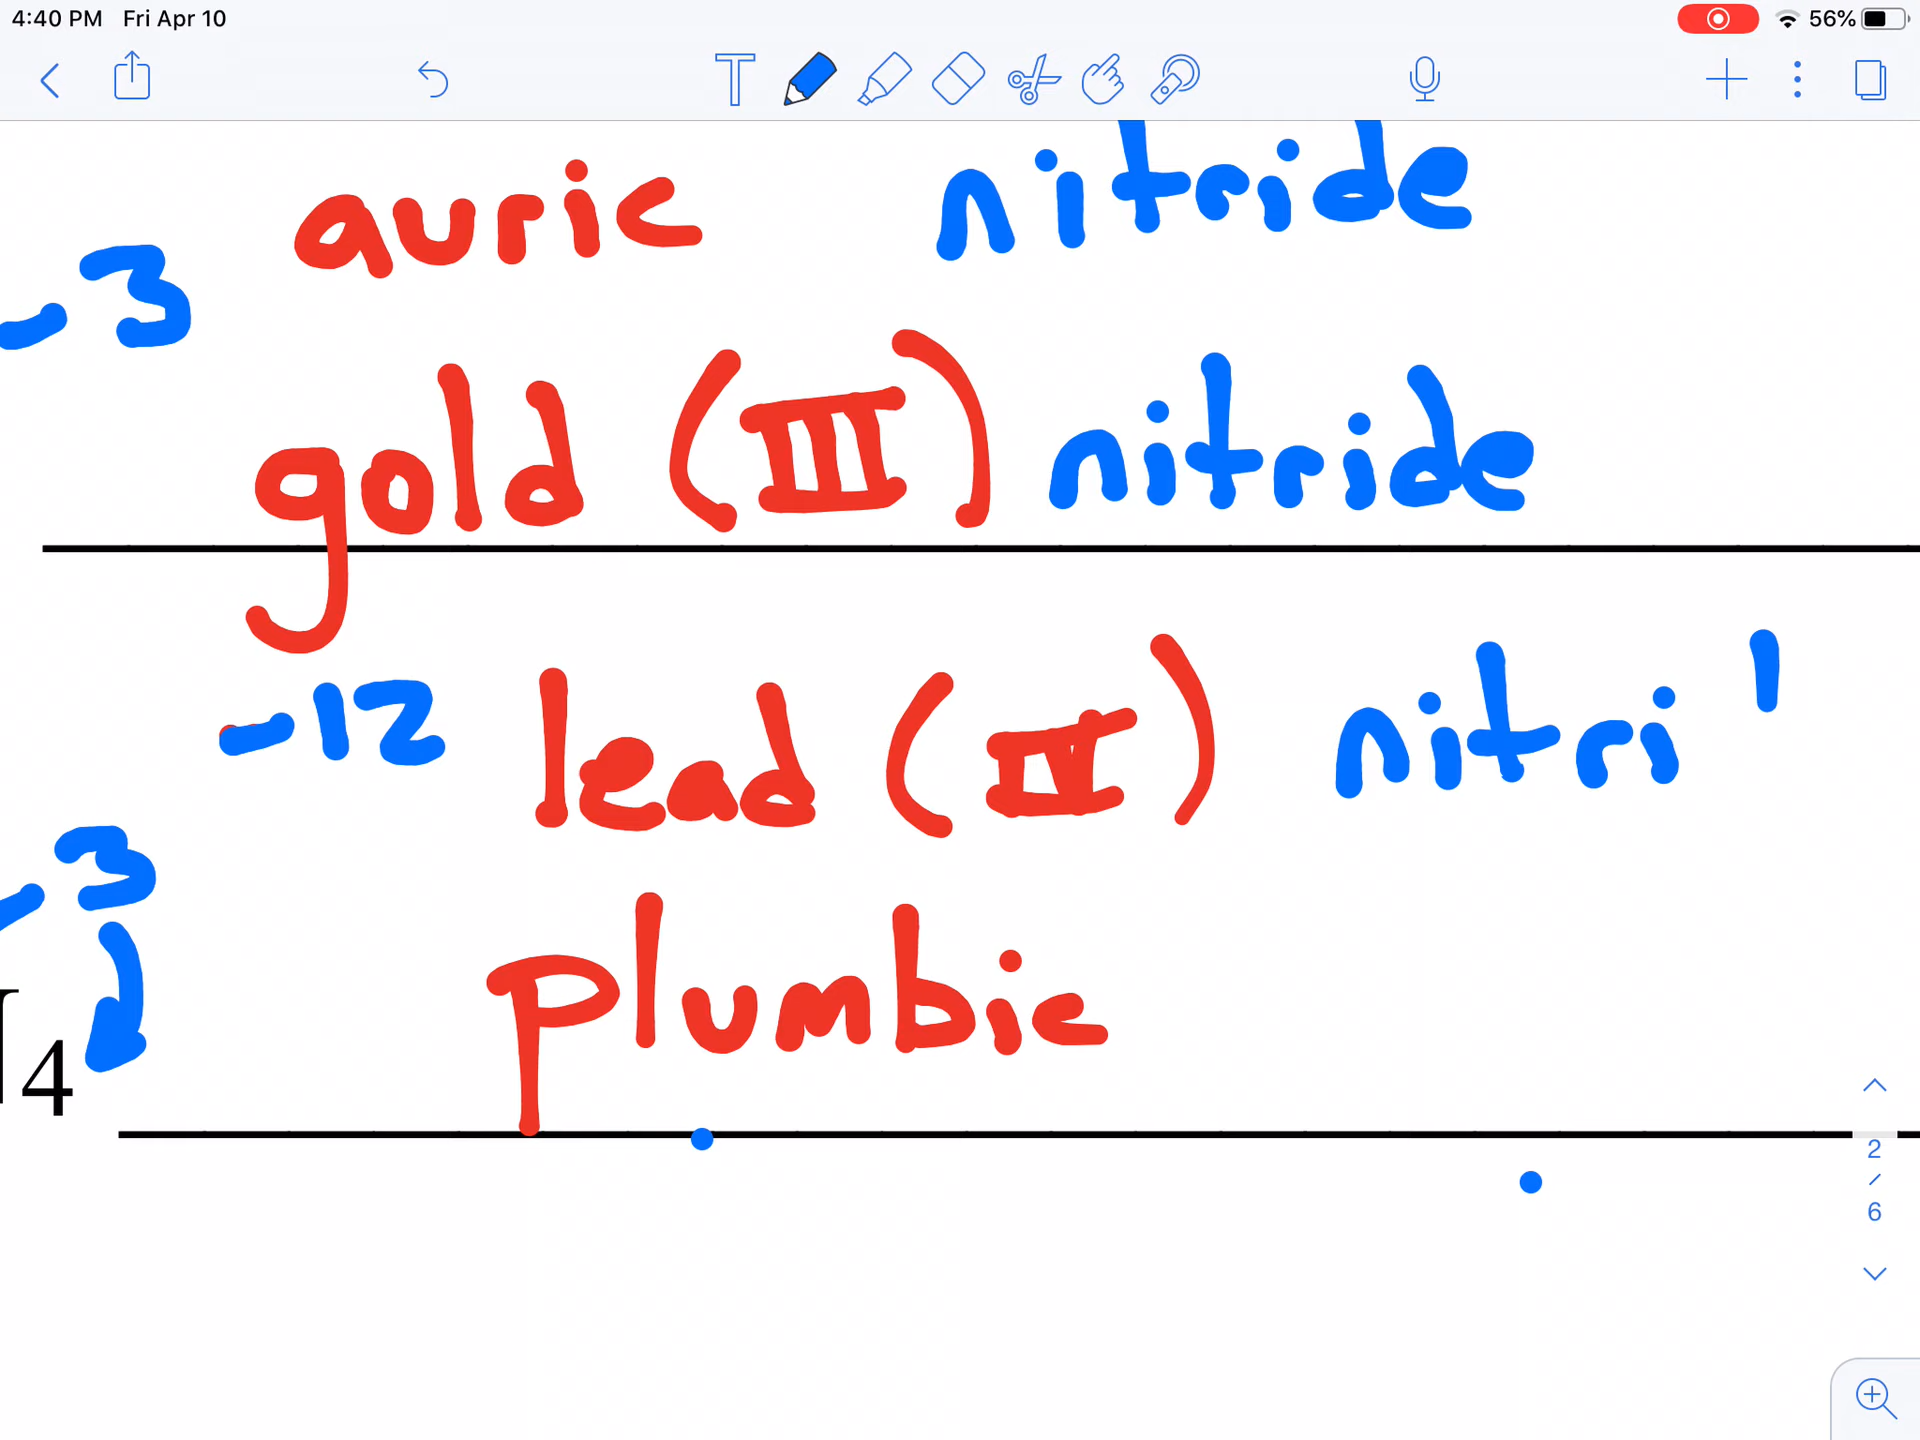 4:40 PM Fri Apr 10 56%
T
auric nitride
-3
gold (III) nitride
-12 lead (IV) nitri
-3
plumbic
4
2
/
6